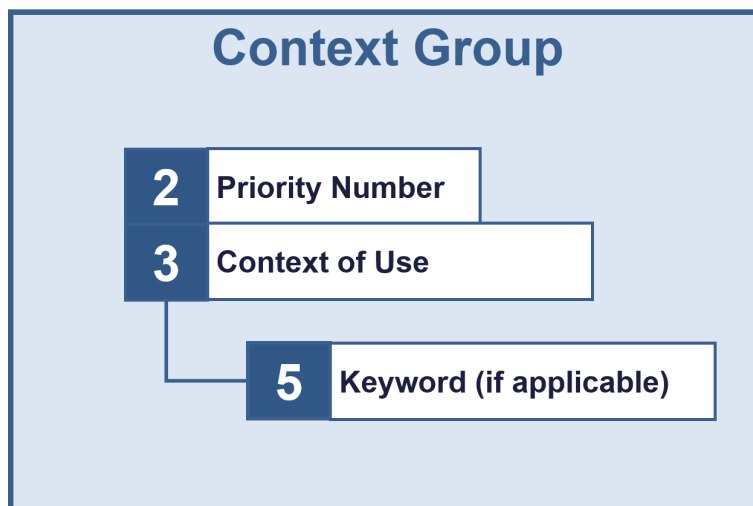 Context Group
2 Priority Number
3 Context of Use
5 Keyword (if applicable)